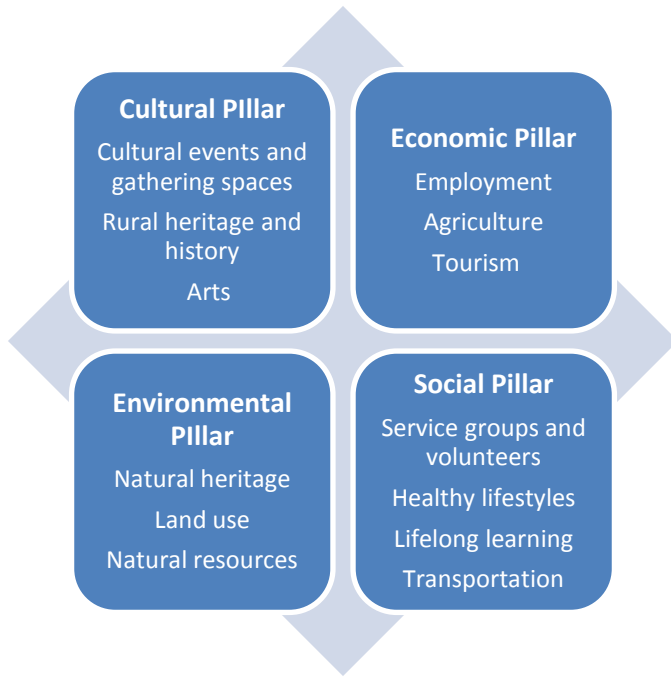 Cultural PIllar
Cultural events and
gathering spaces
Rural heritage and
history
Arts
Economic Pillar
Employment
Agriculture
Tourism
Environmental
PIllar
Natural heritage
Land use
Natural resources
Social Pillar
Service groups and
volunteers
Healthy lifestyles
Lifelong learning
Transportation